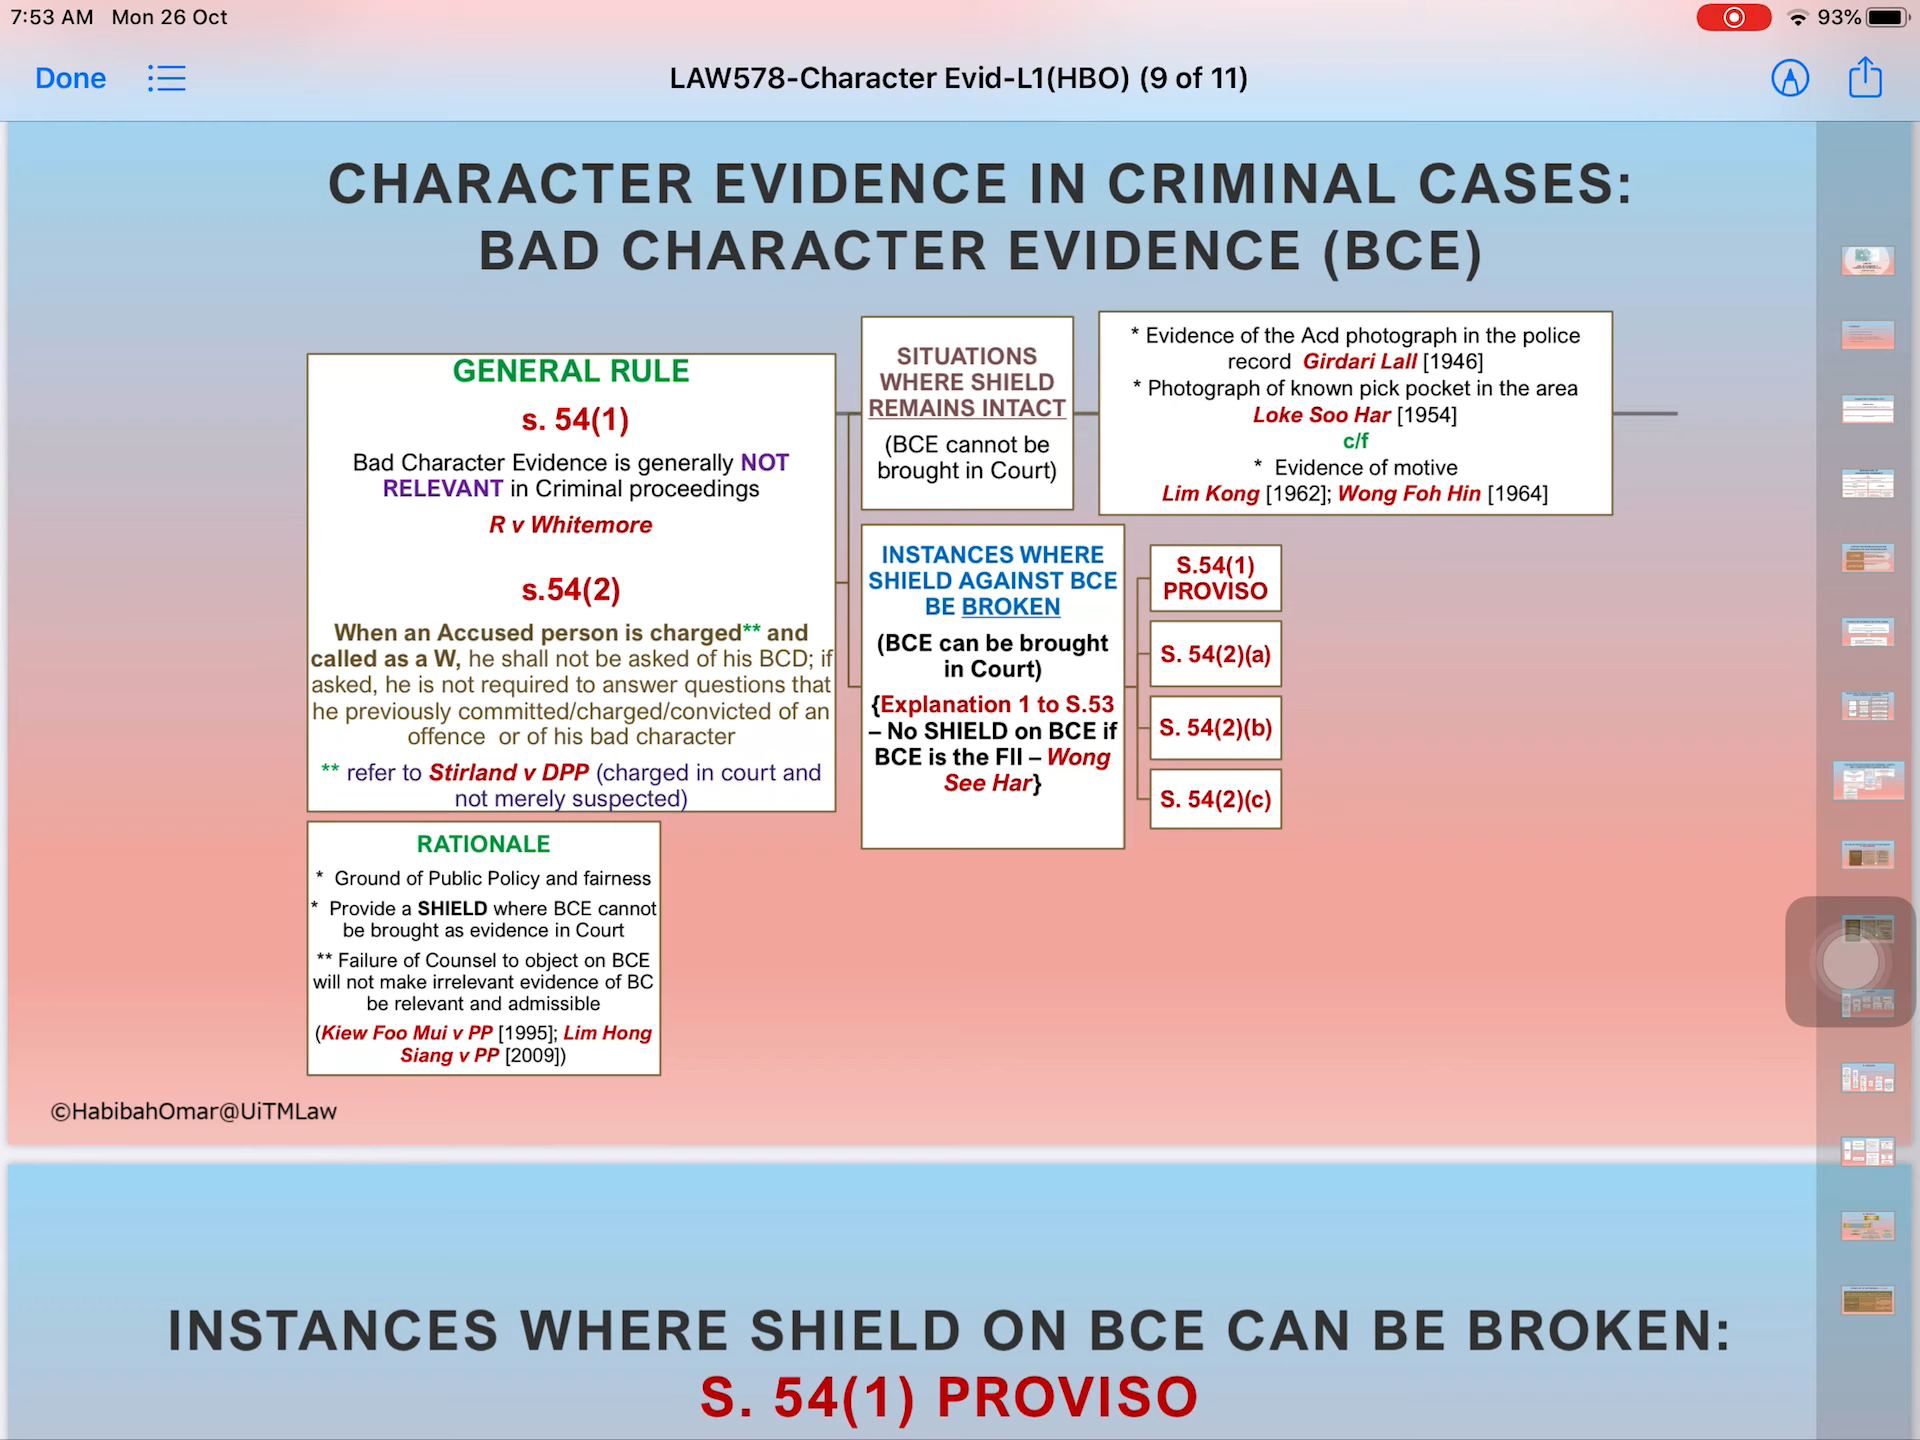 7:53 AM Mon 26 Oct
93%
Done
LAW578-Character Evid-L1(HBO) (9 of 11)
CHARACTER EVIDENCE IN CRIMINAL CASES:
BAD CHARACTER EVIDENCE (BCE)
GENERAL RULE
s. 54(1)
Bad Character Evidence is generally NOT
RELEVANT in Criminal proceedings
R v Whitemore
s.54(2)
When an Accused person is charged** and
called as a W, he shall not be asked of his BCD; if
asked, he is not required to answer questions that
he previously committed/charged/convicted of an
offence or of his bad character
** refer to Stirland v DPP (charged in court and
not merely suspected)
RATIONALE
* Ground of Public Policy and fairness
* Provide a SHIELD where BCE cannot
be brought as evidence in Court
** Failure of Counsel to object on BCE
will not make irrelevant evidence of BC
be relevant and admissible
(Kiew Foo Mui v PP [1995]; Lim Hong
Siang v PP [2009])
SITUATIONS
WHERE SHIELD
REMAINS INTACT
(BCE cannot be
brought in Court)
* Evidence of the Acd photograph in the police
record Girdari Lall [1946]
* Photograph of known pick pocket in the area
Loke Soo Har [1954]
c/f
* Evidence of motive
Lim Kong [1962]; Wong Foh Hin [1964]
INSTANCES WHERE
SHIELD AGAINST BCE
BE BROKEN
(BCE can be brought
in Court)
{Explanation 1 to S.53
– No SHIELD on BCE if
BCE is the FII – Wong
See Har}
S.54(1)
PROVISO
S. 54(2)(a)
S. 54(2)(b)
S. 54(2)(c)
©HabibahOmar@UiTMLaw
INSTANCES WHERE SHIELD ON BCE CAN BE BROKEN:
S. 54(1) PROVISO